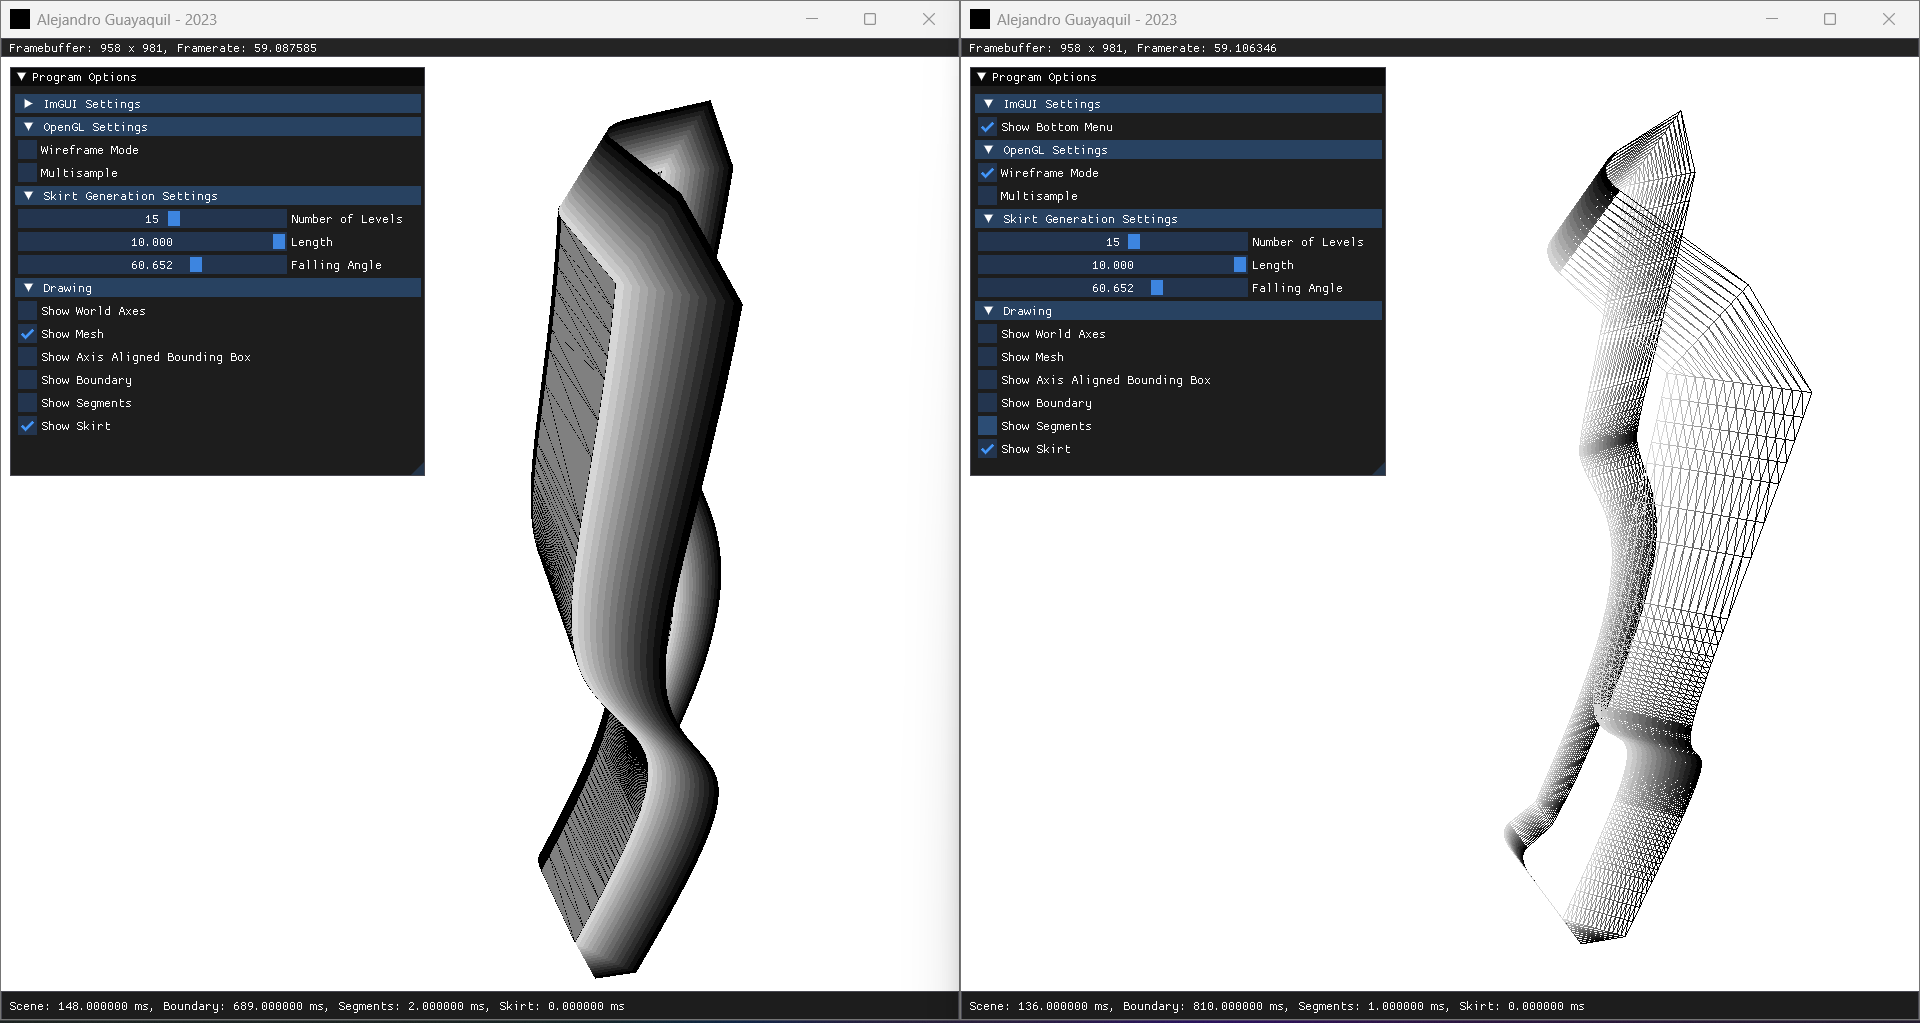 Alejandro Guayaquil - 2023
Framebuffer: 958 x 981, Framerate: 59.087585
Program Options
ImGUI Settings
OpenGL Settings
Wireframe Mode
Multisample
Skirt Generation Settings
15 Number of Levels
10.000 Length
60.652 Falling Angle
Drawing
Show World Axes
Show Mesh
Show Axis Aligned Bounding Box
Show Boundary
Show Segments
Show Skirt
Scene: 148.000000 ms, Boundary: 689.000000 ms, Segments: 2.000000 ms, Skirt: 0.000000 ms
Alejandro Guayaquil - 2023
Framebuffer: 958 x 981, Framerate: 59.106346
Program Options
ImGUI Settings
Show Bottom Menu
OpenGL Settings
Wireframe Mode
Multisample
Skirt Generation Settings
15 Number of Levels
10.000 Length
60.652 Falling Angle
Drawing
Show World Axes
Show Mesh
Show Axis Aligned Bounding Box
Show Boundary
Show Segments
Show Skirt
Scene: 136.000000 ms, Boundary: 810.000000 ms, Segments: 1.000000 ms, Skirt: 0.000000 ms